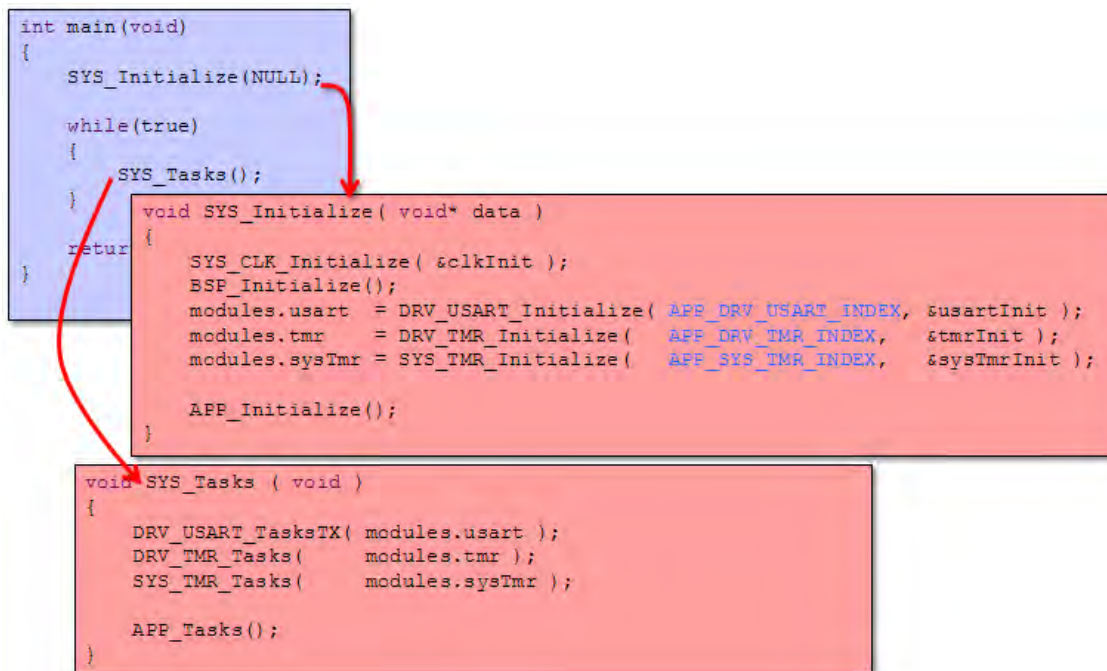 int main(void)
{
    SYS_Initialize(NULL);
    while(true)
    {
        SYS_Tasks();
    }
    retur
}
void SYS_Initialize( void* data )
{
    SYS_CLK_Initialize( &clkInit );
    BSP_Initialize();
    modules.usart  = DRV_USART_Initialize( APP_DRV_USART_INDEX, &usartInit );
    modules.tmr    = DRV_TMR_Initialize(   APP_DRV_TMR_INDEX,   &tmrInit );
    modules.sysTmr = SYS_TMR_Initialize(   APP_SYS_TMR_INDEX,   &sysTmrInit );
    APP_Initialize();
}
void SYS_Tasks ( void )
{
    DRV_USART_TasksTX( modules.usart );
    DRV_TMR_Tasks(     modules.tmr );
    SYS_TMR_Tasks(     modules.sysTmr );
    APP_Tasks();
}